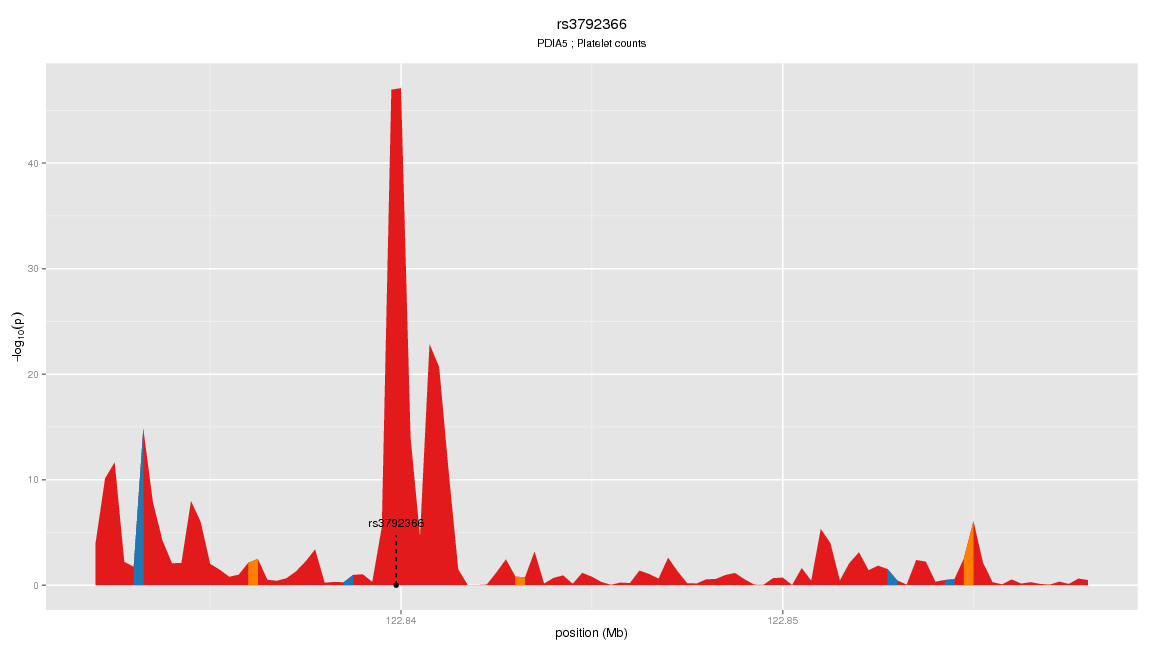 rs3792366
PDIA5 ; Platelet counts
−log10(p)
40
30
20
10
0
rs3792366
122.84
122.85
position (Mb)